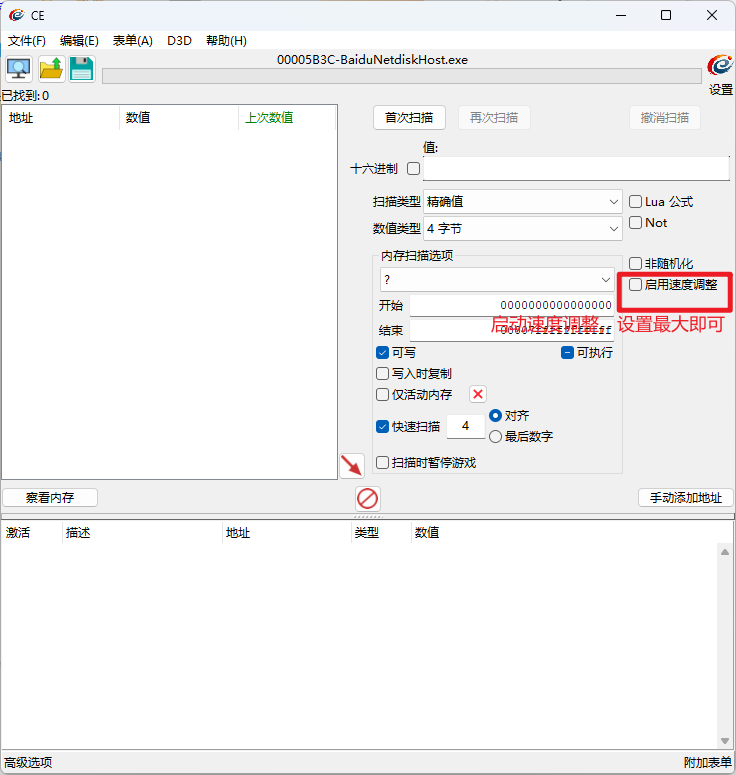 CE
文件(F) 编辑(E) 表单(A) D3D 帮助(H)
00005B3C-BaiduNetdiskHost.exe
设置
已找到: 0
地址 数值 上次数值
首次扫描 再次扫描 撤消扫描
值:
十六进制
扫描类型 精确值 Lua 公式
数值类型 4 字节 Not
内存扫描选项
非随机化
? 启用速度调整
开始 0000000000000000
启动速度调整，设置最大即可
结束 00007fffffffffff
可写 可执行
写入时复制
仅活动内存
快速扫描 4 对齐
最后数字
扫描时暂停游戏
察看内存 手动添加地址
激活 描述 地址 类型 数值
高级选项 附加表单